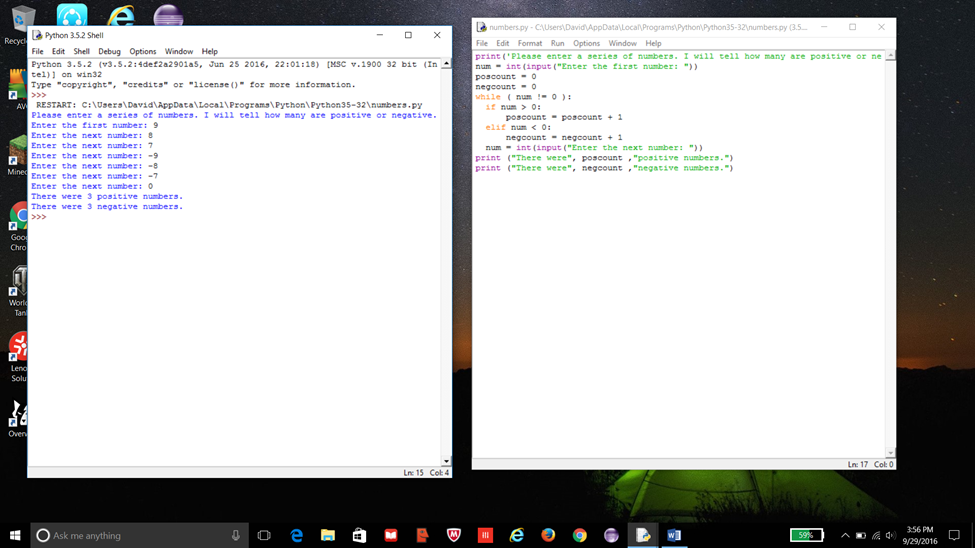 Recycle
AV
Minec
Goo
Chro
Worl
Tan
Leno
Solu
Overv
Python 3.5.2 Shell
File Edit Shell Debug Options Window Help
Python 3.5.2 (v3.5.2:4def2a2901a5, Jun 25 2016, 22:01:18) [MSC v.1900 32 bit (In
tel)] on win32
Type "copyright", "credits" or "license()" for more information.
>>>
RESTART: C:\Users\David\AppData\Local\Programs\Python\Python35-32\numbers.py
Please enter a series of numbers. I will tell how many are positive or negative.
Enter the first number: 9
Enter the next number: 8
Enter the next number: 7
Enter the next number: -9
Enter the next number: -8
Enter the next number: -7
Enter the next number: 0
There were 3 positive numbers.
There were 3 negative numbers.
>>>
Ln: 15 Col: 4
numbers.py - C:\Users\David\AppData\Local\Programs\Python\Python35-32\numbers.py (3.5....
File Edit Format Run Options Window Help
print('Please enter a series of numbers. I will tell how many are positive or ne
num = int(input("Enter the first number: "))
poscount = 0
negcount = 0
while ( num != 0 ):
  if num > 0:
      poscount = poscount + 1
  elif num < 0:
      negcount = negcount + 1
  num = int(input("Enter the next number: "))
print ("There were", poscount ,"positive numbers.")
print ("There were", negcount ,"negative numbers.")
Ln: 17 Col: 0
Ask me anything
59%
3:56 PM
9/29/2016